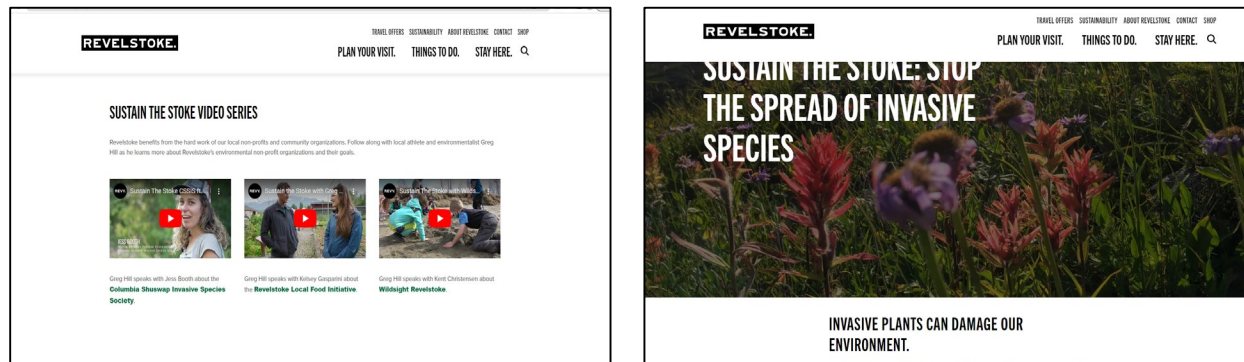 TRAVEL OFFERS SUSTAINABILITY ABOUT REVELSTOKE CONTACT SHOP
REVELSTOKE.
PLAN YOUR VISIT. THINGS TO DO. STAY HERE.
SUSTAIN THE STOKE VIDEO SERIES
Revelstoke benefits from the hard work of our local non-profits and community organizations. Follow along with local athlete and environmentalist Greg
Hill as he learns more about Revelstoke's environmental non-profit organizations and their goals.
Sustain The Stoke CSSIS ft...
Sustain the Stoke with Greg...
Sustain The Stoke with Wilds...
Greg Hill speaks with Jess Booth about the
Columbia Shuswap Invasive Species
Society.
Greg Hill speaks with Kelsey Gasparini about
the Revelstoke Local Food Initiative.
Greg Hill speaks with Kent Christensen about
Wildsight Revelstoke.
TRAVEL OFFERS SUSTAINABILITY ABOUT REVELSTOKE CONTACT SHOP
REVELSTOKE.
PLAN YOUR VISIT. THINGS TO DO. STAY HERE.
SUSTAIN THE STOKE: STOP
THE SPREAD OF INVASIVE
SPECIES
INVASIVE PLANTS CAN DAMAGE OUR
ENVIRONMENT.